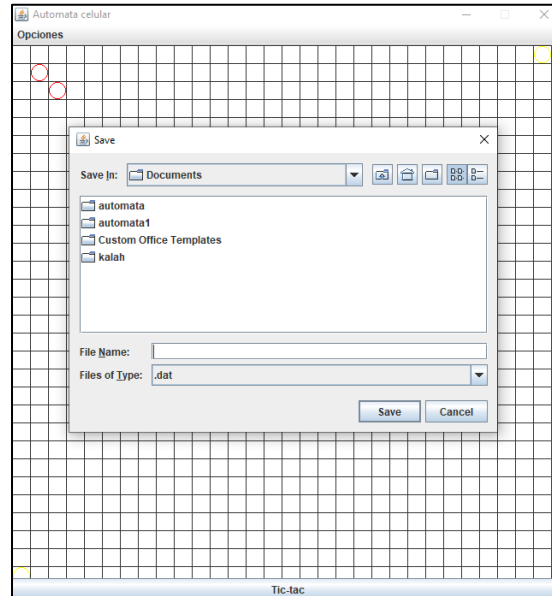 Automata celular
Opciones
Save
Save In: Documents
automata
automata1
Custom Office Templates
kalah
File Name:
Files of Type: .dat
Save Cancel
Tic-tac